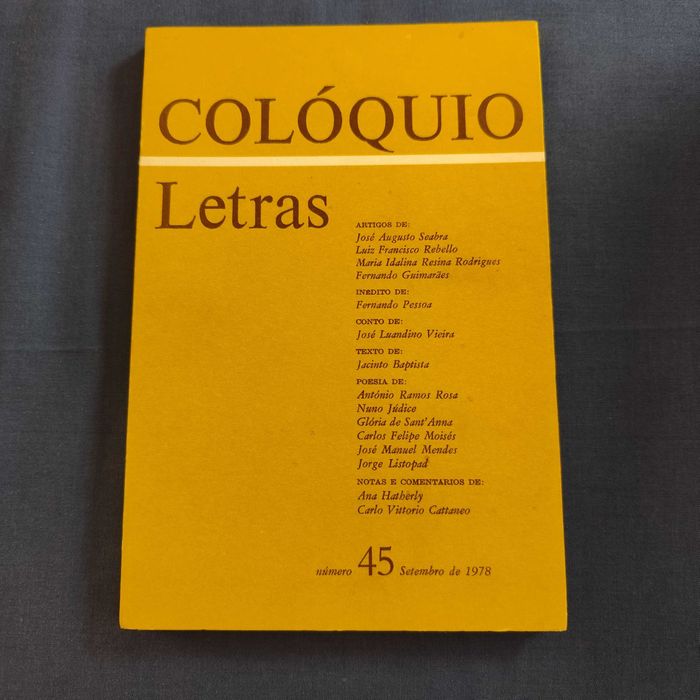 COLÓQUIO
Letras
ARTIGOS DE:
José Augusto Seabra
Luiz Francisco Rebello
Maria Idalina Resina Rodrigues
Fernando Guimarães
INÉDITO DE:
Fernando Pessoa
CONTO DE:
José Luandino Vieira
TEXTO DE:
Jacinto Baptista
POESIA DE:
António Ramos Rosa
Nuno Júdice
Glória de Sant'Anna
Carlos Felipe Moisés
José Manuel Mendes
Jorge Listopad
NOTAS E COMENTÁRIOS DE:
Ana Hatherly
Carlo Vittorio Cattaneo
número 45 Setembro de 1978